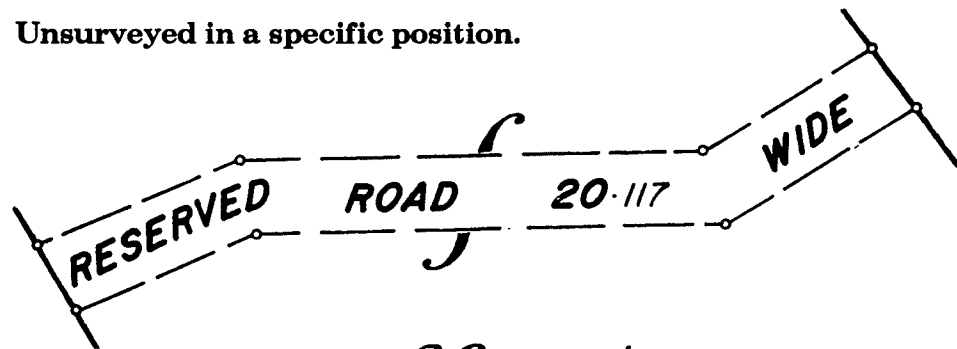 Unsurveyed in a specific position.
RESERVED ROAD 20·117 WIDE